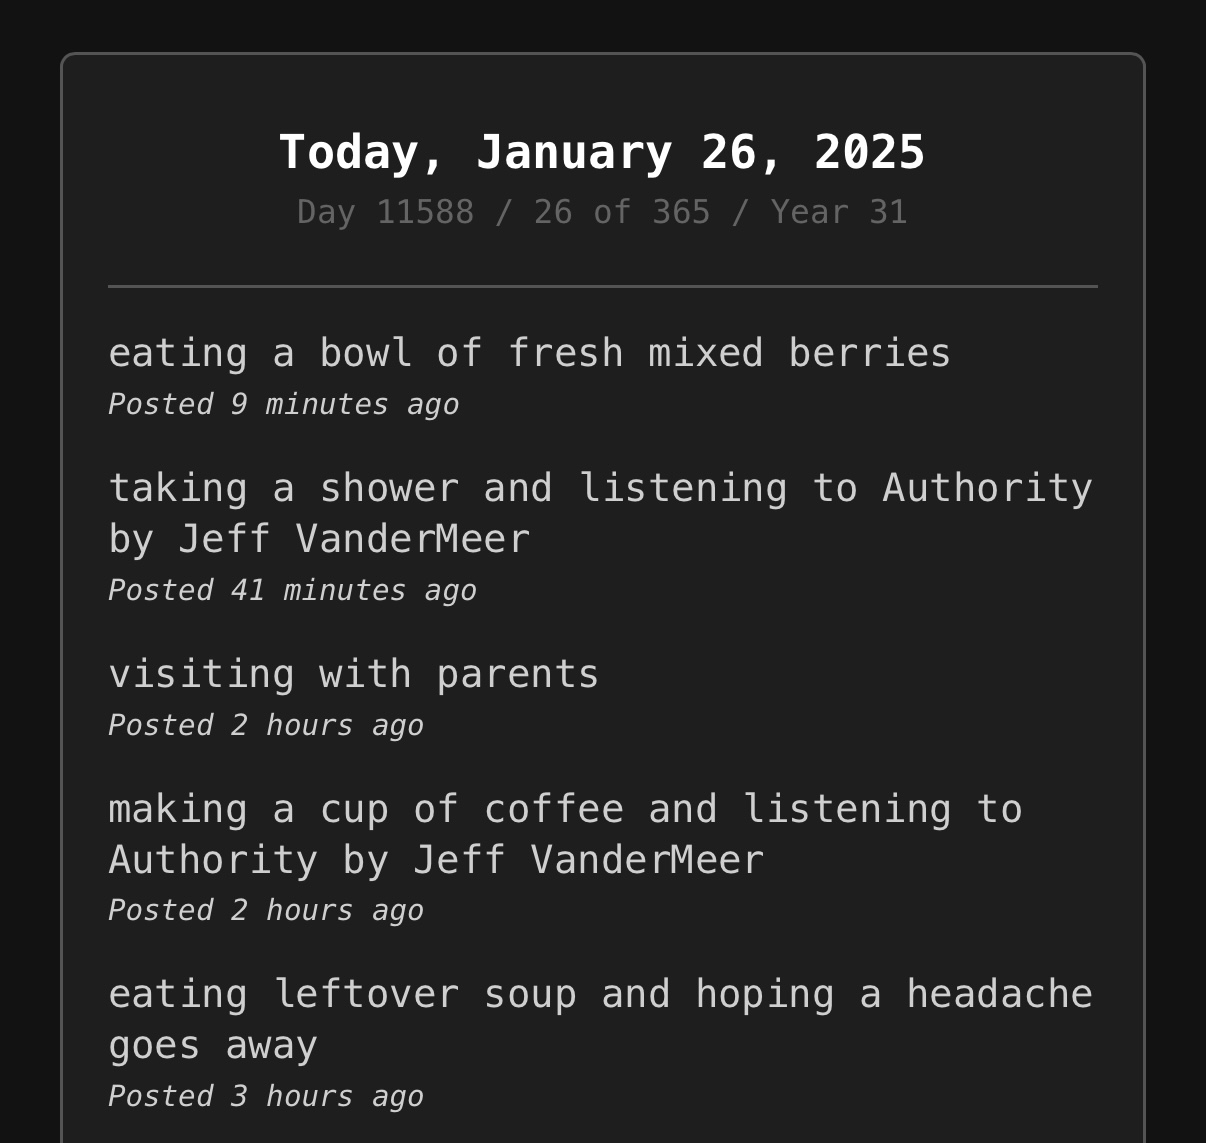 Today, January 26, 2025
Day 11588 / 26 of 365 / Year 31
eating a bowl of fresh mixed berries
Posted 9 minutes ago
taking a shower and listening to Authority
by Jeff VanderMeer
Posted 41 minutes ago
visiting with parents
Posted 2 hours ago
making a cup of coffee and listening to
Authority by Jeff VanderMeer
Posted 2 hours ago
eating leftover soup and hoping a headache
goes away
Posted 3 hours ago